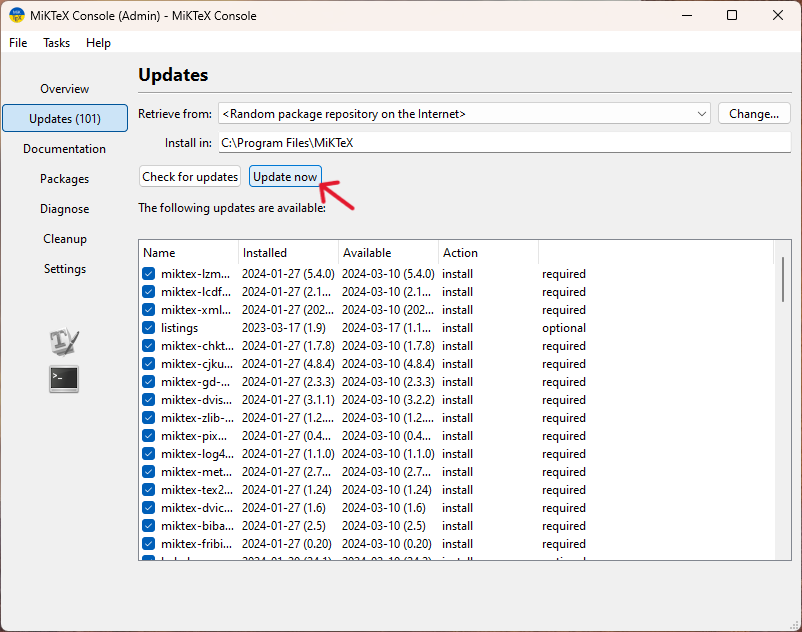 MiKTeX Console (Admin) - MiKTeX Console
File Tasks Help
Overview
Updates (101)
Documentation
Packages
Diagnose
Cleanup
Settings
Updates
Retrieve from: <Random package repository on the Internet> Change...
Install in: C:\Program Files\MiKTeX
Check for updates Update now
The following updates are available:
Name Installed Available Action
miktex-lzm... 2024-01-27 (5.4.0) 2024-03-10 (5.4.0) install required
miktex-lcdf... 2024-01-27 (2.1... 2024-03-10 (2.1... install required
miktex-xml... 2024-01-27 (202... 2024-03-10 (202... install required
listings 2023-03-17 (1.9) 2024-03-17 (1.1... install optional
miktex-chkt... 2024-01-27 (1.7.8) 2024-03-10 (1.7.8) install required
miktex-cjku... 2024-01-27 (4.8.4) 2024-03-10 (4.8.4) install required
miktex-gd-... 2024-01-27 (2.3.3) 2024-03-10 (2.3.3) install required
miktex-dvis... 2024-01-27 (3.1.1) 2024-03-10 (3.2.2) install required
miktex-zlib-... 2024-01-27 (1.2.... 2024-03-10 (1.2.... install required
miktex-pix... 2024-01-27 (0.4... 2024-03-10 (0.4... install required
miktex-log4... 2024-01-27 (1.1.0) 2024-03-10 (1.1.0) install required
miktex-met... 2024-01-27 (2.7... 2024-03-10 (2.7... install required
miktex-tex2... 2024-01-27 (1.24) 2024-03-10 (1.24) install required
miktex-dvic... 2024-01-27 (1.6) 2024-03-10 (1.6) install required
miktex-biba... 2024-01-27 (2.5) 2024-03-10 (2.5) install required
miktex-fribi... 2024-01-27 (0.20) 2024-03-10 (0.20) install required